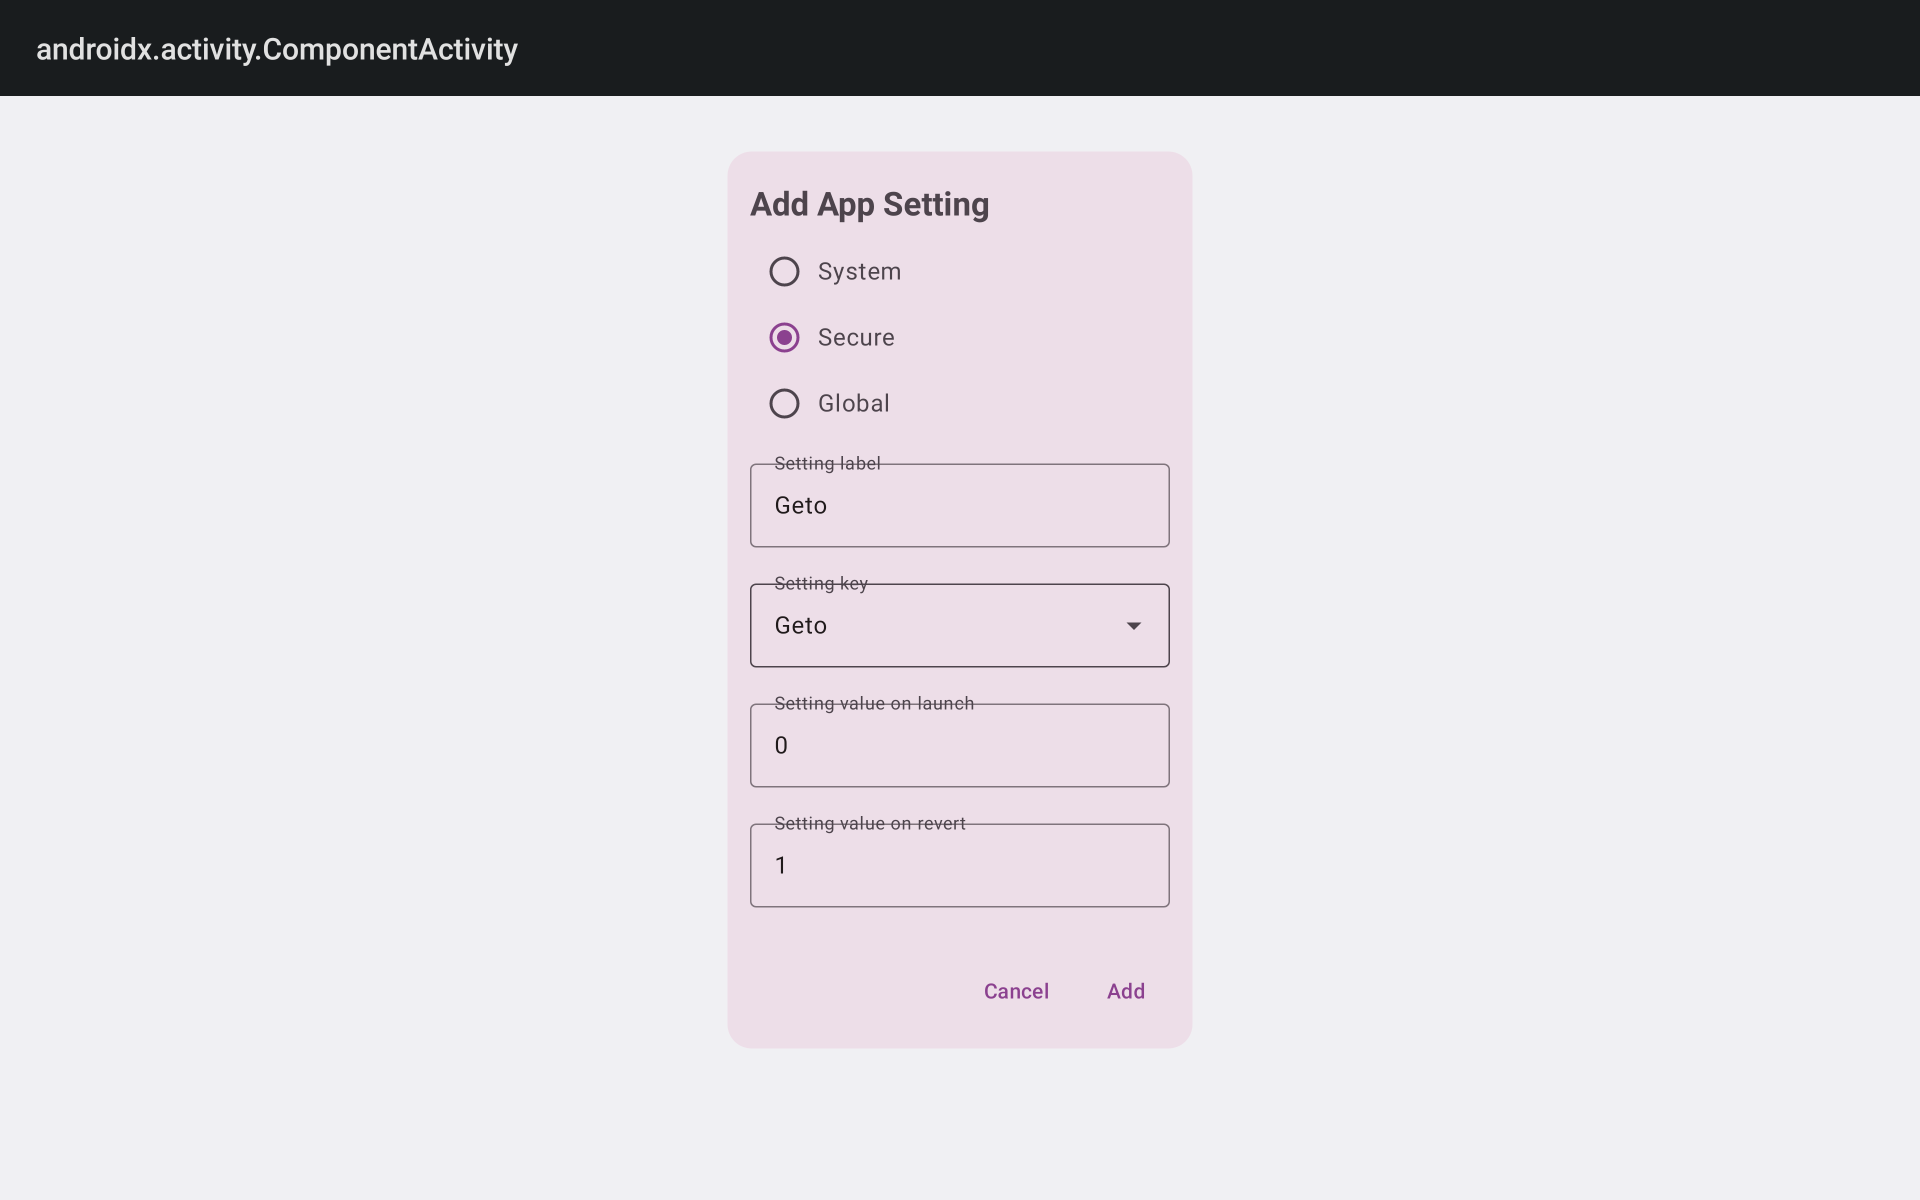 androidx.activity.ComponentActivity
Add App Setting
System
Secure
Global
Setting label
Geto
Setting key
Geto
Setting value on launch
0
Setting value on revert
1
Cancel Add